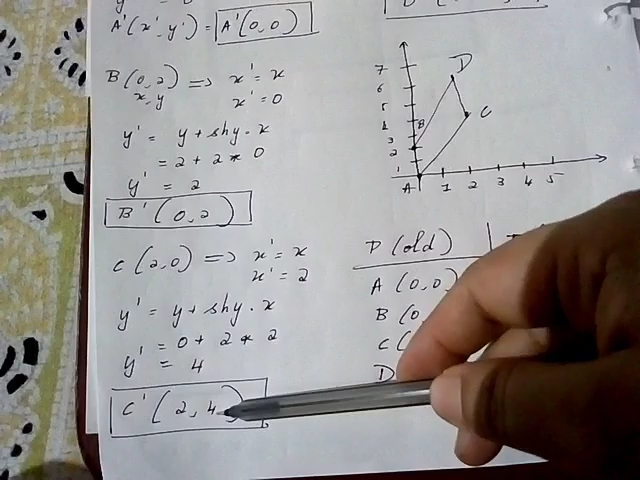 A'(x', y') = A'(0,0)
B(0,2) => x' = x
x,y x' = 0
y' = y + shy . x
= 2 + 2 * 0
y' = 2
B'(0,2)
C(2,0) => x' = x
x' = 2
y' = y + shy . x
y' = 0 + 2 * 2
y' = 4
C'(2,4)
7
6
5
4
3
2
1
D
C
B
A 1 2 3 4 5
D(old)
A(0,0)
B(0
C(
D